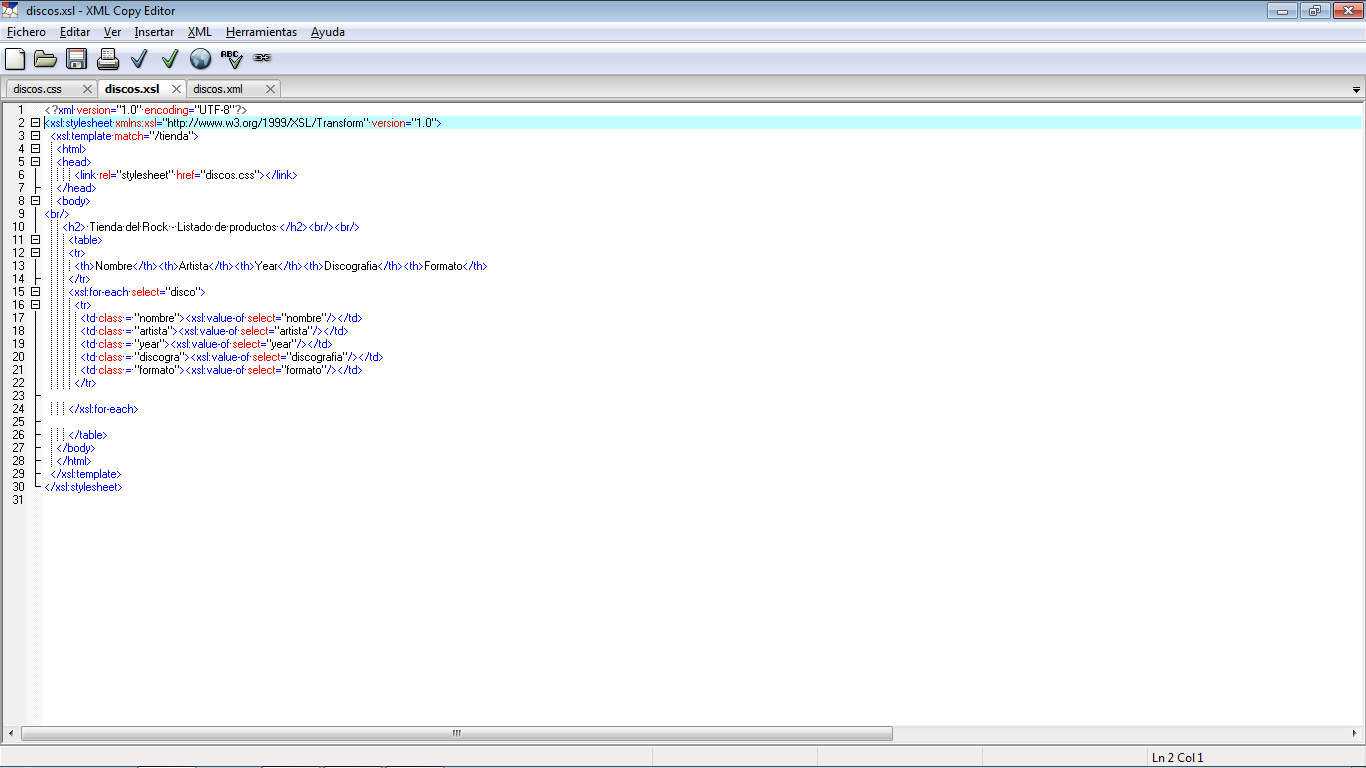 discos.xsl - XML Copy Editor
Fichero Editar Ver Insertar XML Herramientas Ayuda
ABC
discos.css discos.xsl discos.xml
1 <?xml version="1.0" encoding="UTF-8"?>
2 <xsl:stylesheet xmlns:xsl="http://www.w3.org/1999/XSL/Transform" version="1.0">
3 <xsl:template match="/tienda">
4 <html>
5 <head>
6 <link rel="stylesheet" href="discos.css"></link>
7 </head>
8 <body>
9 <br/>
10 <h2> Tienda del Rock - Listado de productos </h2><br/><br/>
11 <table>
12 <tr>
13 <th>Nombre</th><th>Artista</th><th>Year</th><th>Discografia</th><th>Formato</th>
14 </tr>
15 <xsl:for-each select="disco">
16 <tr>
17 <td class = "nombre"><xsl:value-of select="nombre"/></td>
18 <td class = "artista"><xsl:value-of select="artista"/></td>
19 <td class = "year"><xsl:value-of select="year"/></td>
20 <td class = "discogra"><xsl:value-of select="discografia"/></td>
21 <td class = "formato"><xsl:value-of select="formato"/></td>
22 </tr>
23
24 </xsl:for-each>
25
26 </table>
27 </body>
28 </html>
29 </xsl:template>
30 </xsl:stylesheet>
31
Ln 2 Col 1